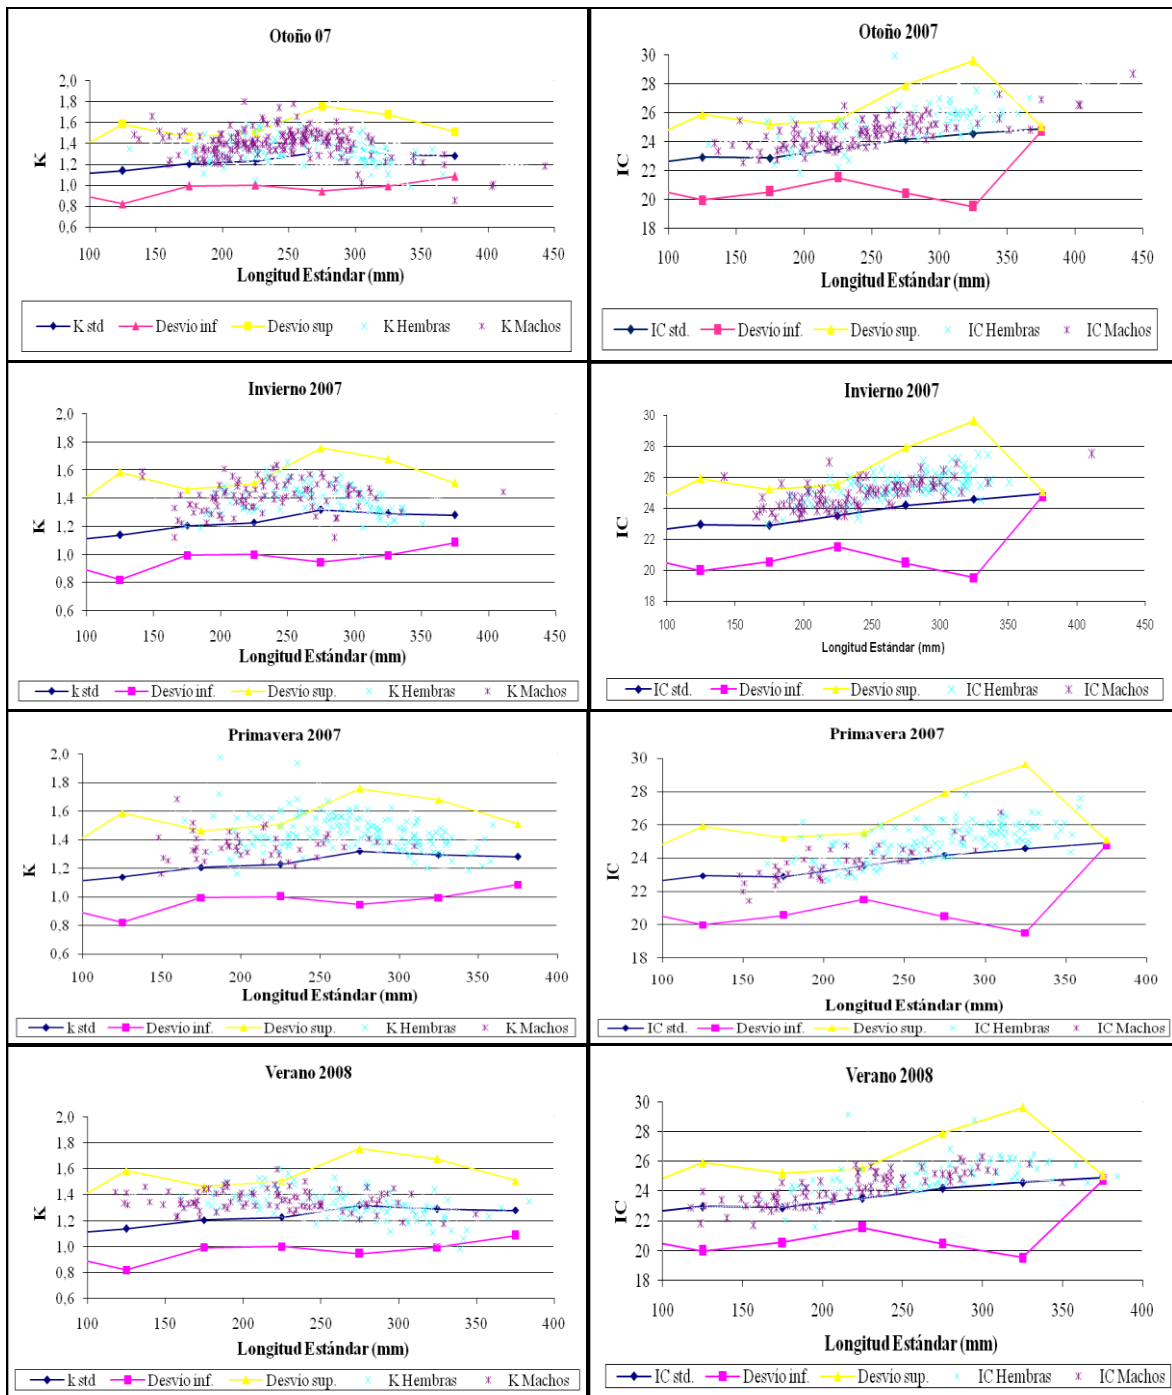 Otoño 07
2,0
1,8
1,6
1,4
1,2
1,0
0,8
0,6
K
100 150 200 250 300 350 400 450
Longitud Estándar (mm)
K std Desvío inf Desvío sup K Hembras K Machos
Otoño 2007
30
28
26
24
22
20
18
IC
100 150 200 250 300 350 400 450
Longitud Estándar (mm)
IC std. Desvío inf. Desvío sup. IC Hembras IC Machos
Invierno 2007
2,0
1,8
1,6
1,4
1,2
1,0
0,8
0,6
K
100 150 200 250 300 350 400 450
Longitud Estándar (mm)
k std Desvío inf. Desvío sup. K Hembras K Machos
Invierno 2007
30
28
26
24
22
20
18
IC
100 150 200 250 300 350 400 450
Longitud Estándar (mm)
IC std. Desvío inf. Desvío sup. IC Hembras IC Machos
Primavera 2007
2,0
1,8
1,6
1,4
1,2
1,0
0,8
0,6
K
100 150 200 250 300 350 400
Longitud Estándar (mm)
k std Desvío inf. Desvío sup. K Hembras K Machos
Primavera 2007
30
28
26
24
22
20
18
IC
100 150 200 250 300 350 400
Longitud Estándar (mm)
IC std. Desvío inf. Desvío sup. IC Hembras IC Machos
Verano 2008
2,0
1,8
1,6
1,4
1,2
1,0
0,8
0,6
K
100 150 200 250 300 350 400
Longitud Estándar (mm)
k std Desvío inf. Desvío sup. K Hembras K Machos
Verano 2008
30
28
26
24
22
20
18
IC
100 150 200 250 300 350 400
Longitud Estándar (mm)
IC std. Desvío inf. Desvío sup. IC Hembras IC Machos